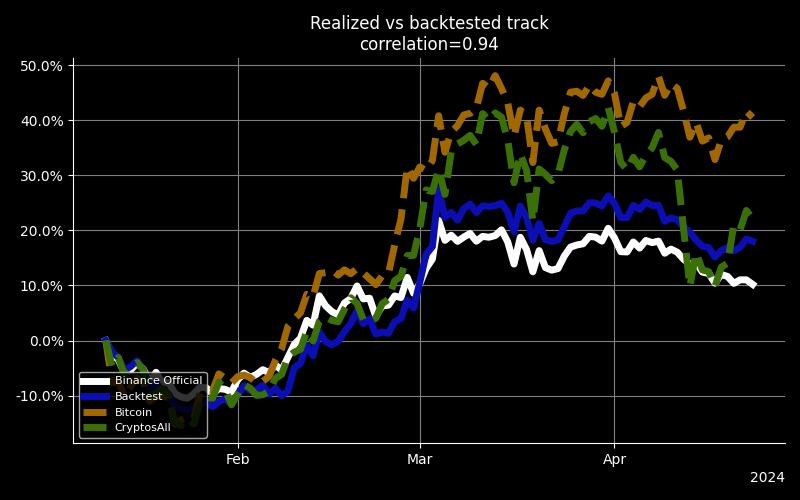 Realized vs backtested track
correlation=0.94
50.0%
40.0%
30.0%
20.0%
10.0%
0.0%
-10.0%
Binance Official
Backtest
Bitcoin
CryptosAll
Feb
Mar
Apr
2024